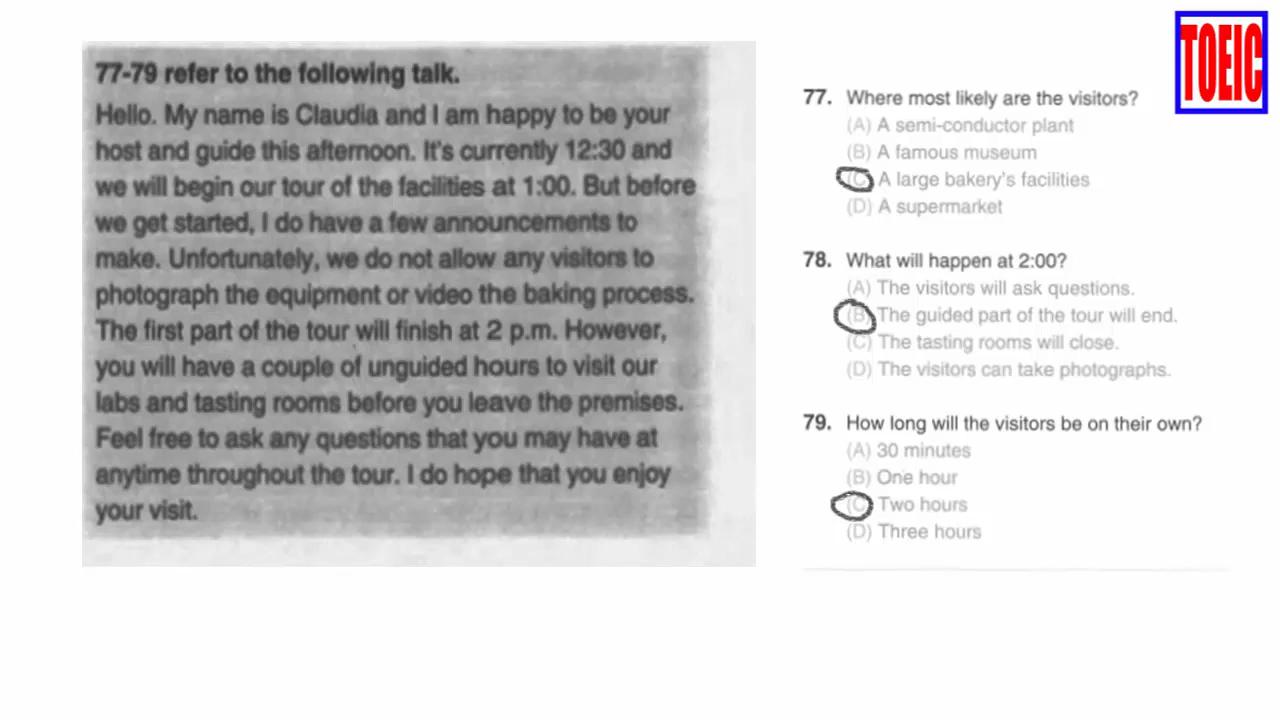 TOEIC
77-79 refer to the following talk.
Hello. My name is Claudia and I am happy to be your
host and guide this afternoon. It's currently 12:30 and
we will begin our tour of the facilities at 1:00. But before
we get started, I do have a few announcements to
make. Unfortunately, we do not allow any visitors to
photograph the equipment or video the baking process.
The first part of the tour will finish at 2 p.m. However,
you will have a couple of unguided hours to visit our
labs and tasting rooms before you leave the premises.
Feel free to ask any questions that you may have at
anytime throughout the tour. I do hope that you enjoy
your visit.
77. Where most likely are the visitors?
(A) A semi-conductor plant
(B) A famous museum
(C) A large bakery's facilities
(D) A supermarket
78. What will happen at 2:00?
(A) The visitors will ask questions.
(B) The guided part of the tour will end.
(C) The tasting rooms will close.
(D) The visitors can take photographs.
79. How long will the visitors be on their own?
(A) 30 minutes
(B) One hour
(C) Two hours
(D) Three hours